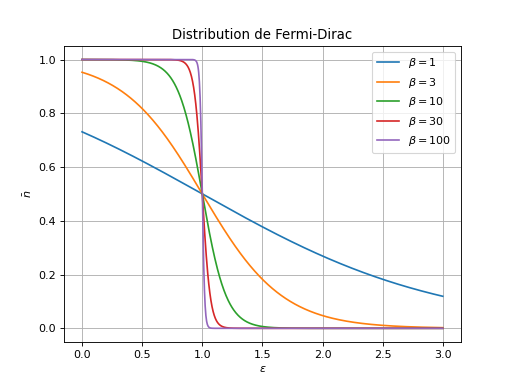 Distribution de Fermi-Dirac
n̄
1.0
0.8
0.6
0.4
0.2
0.0
β = 1
β = 3
β = 10
β = 30
β = 100
0.0 0.5 1.0 1.5 2.0 2.5 3.0
ε